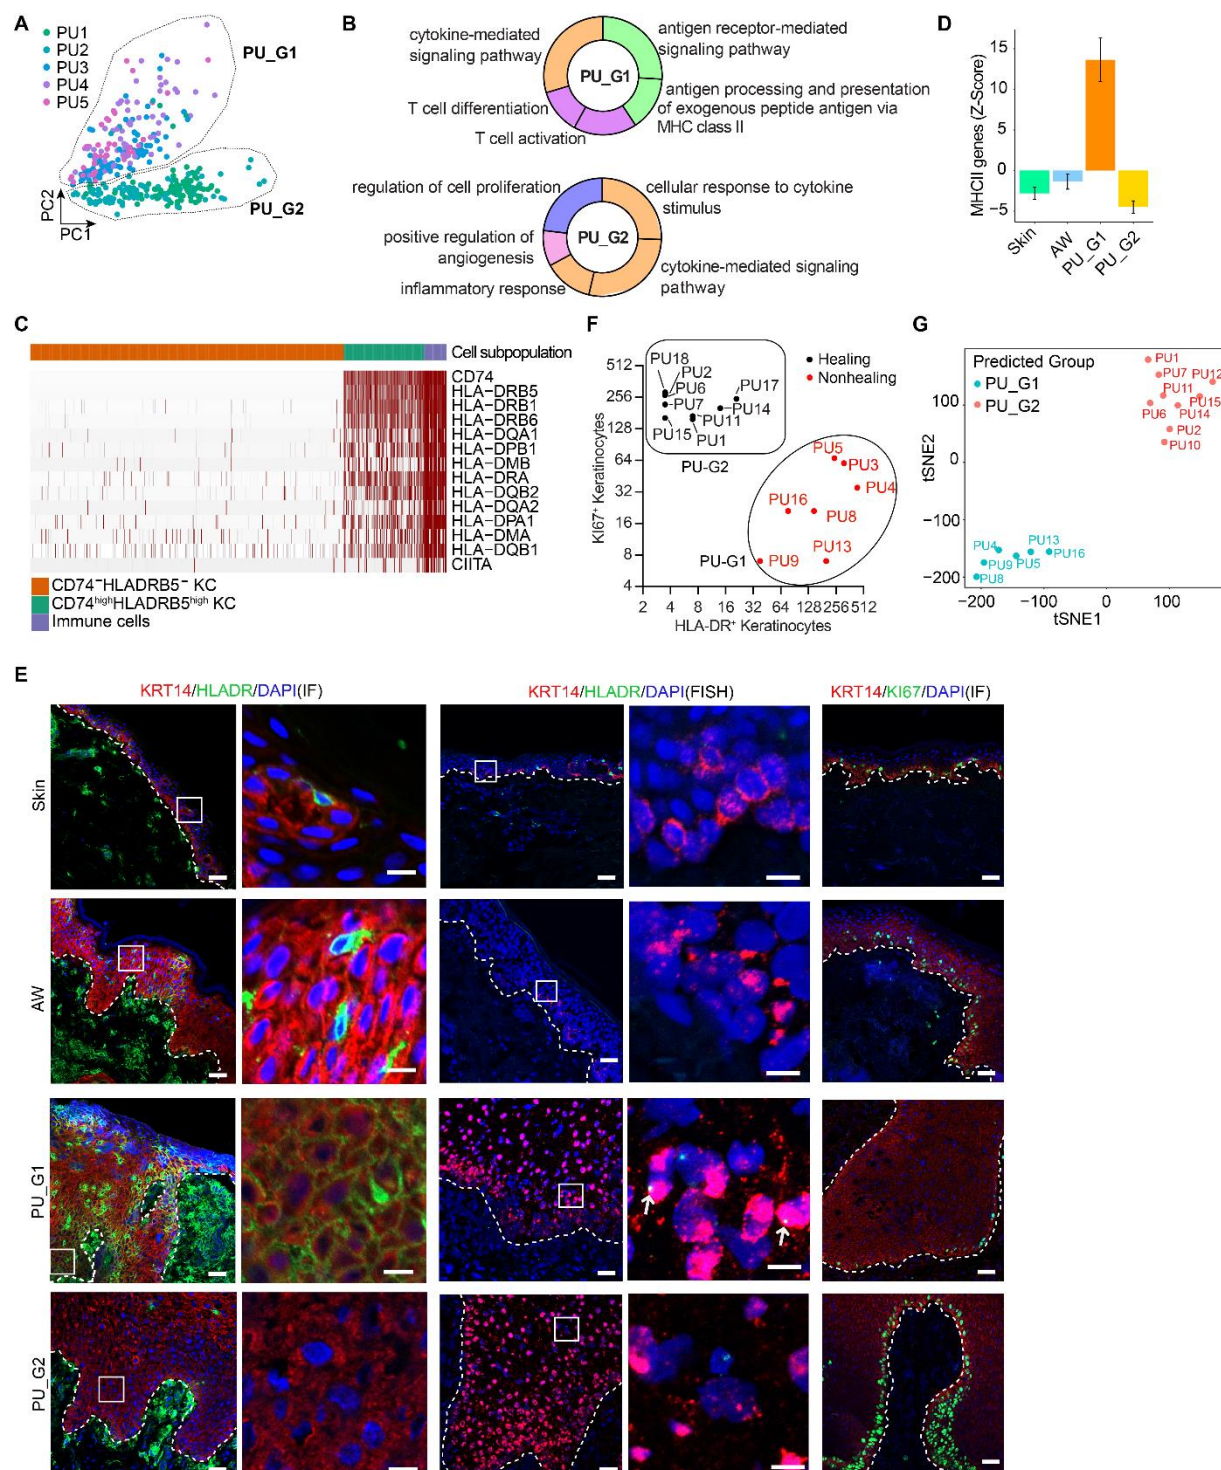 A
PU1
PU2
PU3
PU4
PU5
PU_G1
PU_G2
PC2
PC1
B
cytokine-mediated
signaling pathway
antigen receptor-mediated
signaling pathway
PU_G1
antigen processing and presentation
of exogenous peptide antigen via
MHC class II
T cell differentiation
T cell activation
regulation of cell proliferation
cellular response to cytokine
stimulus
PU_G2
positive regulation of
angiogenesis
inflammatory response
cytokine-mediated signaling
pathway
D
MHCII genes (Z-Score)
15
10
5
0
−5
Skin
AW
PU_G1
PU_G2
C
Cell subpopulation
CD74
HLA−DRB5
HLA−DRB1
HLA−DRB6
HLA−DQA1
HLA−DPB1
HLA−DMB
HLA−DRA
HLA−DQB2
HLA−DQA2
HLA−DPA1
HLA−DMA
HLA−DQB1
CIITA
CD74⁻HLADRB5⁻ KC
CD74ʰⁱᵍʰHLADRB5ʰⁱᵍʰ KC
Immune cells
F
KI67⁺ Keratinocytes
512
256
128
64
32
16
8
4
PU18
PU2
PU6
PU7
PU17
PU14
PU11
PU15
PU1
PU-G2
Healing
Nonhealing
PU5
PU3
PU4
PU16
PU8
PU-G1
PU9
PU13
2 4 8 16 32 64 128 256 512
HLA-DR⁺ Keratinocytes
G
Predicted Group
PU_G1
PU_G2
PU1
PU7
PU12
PU11
PU15
PU6
PU14
PU2
PU10
tSNE2
100
0
−100
−200
PU4
PU13
PU9
PU5
PU16
PU8
−200 −100 0 100
tSNE1
E
KRT14/HLADR/DAPI(IF)
KRT14/HLADR/DAPI(FISH)
KRT14/KI67/DAPI(IF)
Skin
AW
PU_G1
PU_G2